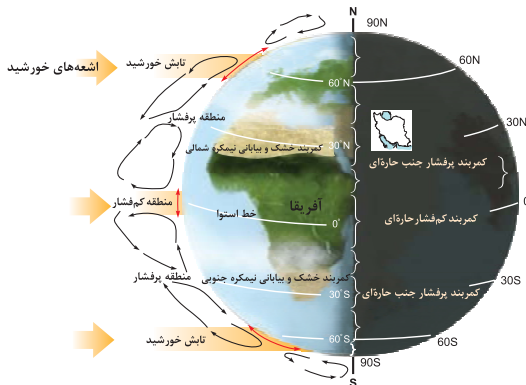 N
90N
60N
30N
0
30S
60S
90S
S
اشعه‌های خورشید
تابش خورشید
منطقه پرفشار
منطقه کم‌فشار
منطقه پرفشار
تابش خورشید
60°N
30°N
کمربند خشک و بیابانی نیمکره شمالی
آفریقا
خط استوا
0°
کمربند خشک و بیابانی نیمکره جنوبی
30°S
60°S
کمربند پرفشار جنب حاره‌ای
کمربند کم‌فشار حاره‌ای
کمربند پرفشار جنب حاره‌ای